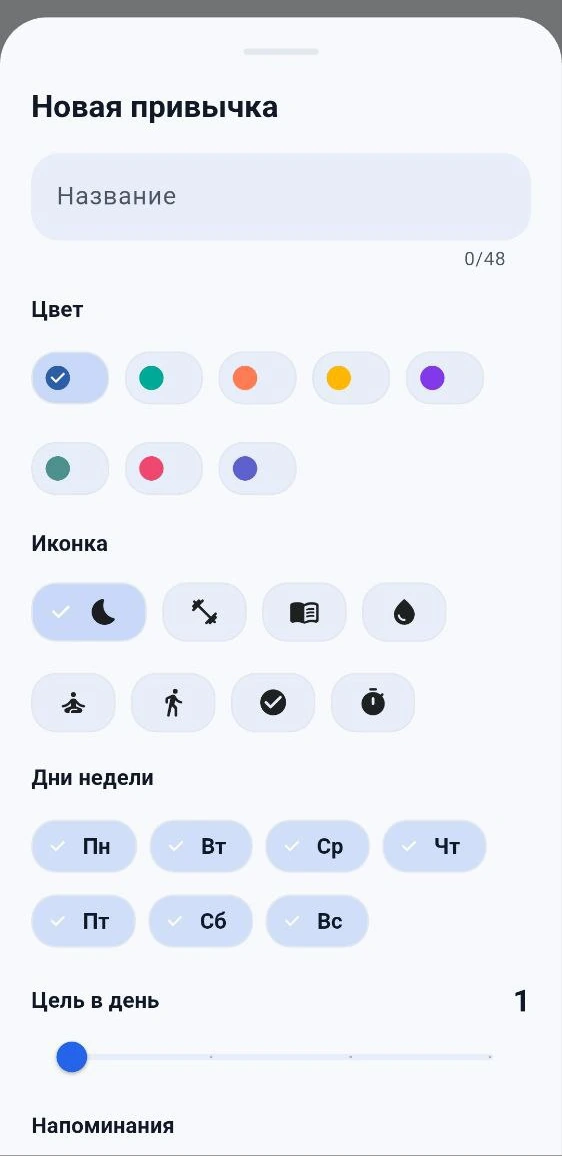 Новая привычка
Название
0/48
Цвет
Иконка
Дни недели
Пн Вт Ср Чт
Пт Сб Вс
Цель в день 1
Напоминания